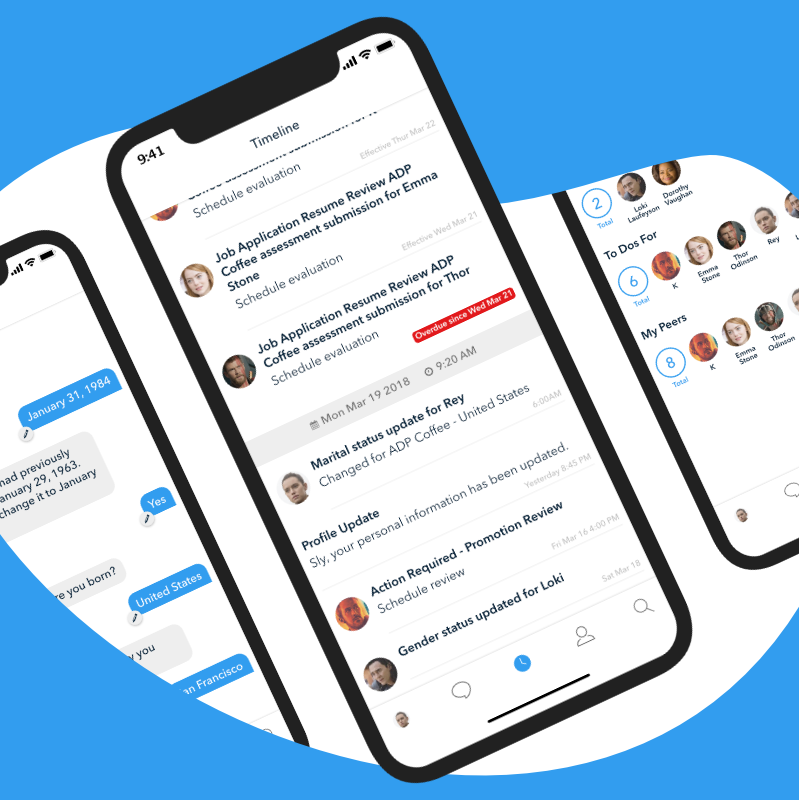 January 31, 1984
had previously
anuary 29, 1963.
change it to January
Yes
re you born?
United States
y you
an Francisco
9:41
Timeline
Effective Thur Mar 22
Schedule evaluation
Job Application Resume Review ADP
Coffee assessment submission for Emma
Stone
Schedule evaluation
Effective Wed Mar 21
Job Application Resume Review ADP
Coffee assessment submission for Thor
Schedule evaluation
Overdue since Wed Mar 21
Mon Mar 19 2018 9:20 AM
Marital status update for Rey
Changed for ADP Coffee - United States
6:00AM
Profile Update
Sly, your personal information has been updated.
Yesterday 8:45 PM
Action Required - Promotion Review
Schedule review
Fri Mar 16 4:00 PM
Gender status updated for Loki
Sat Mar 18
2
Total
Loki
Laufeyson
Dorothy
Vaughan
To Dos For
6
Total
K
Emma
Stone
Thor
Odinson
Rey
My Peers
8
Total
K
Emma
Stone
Thor
Odinson